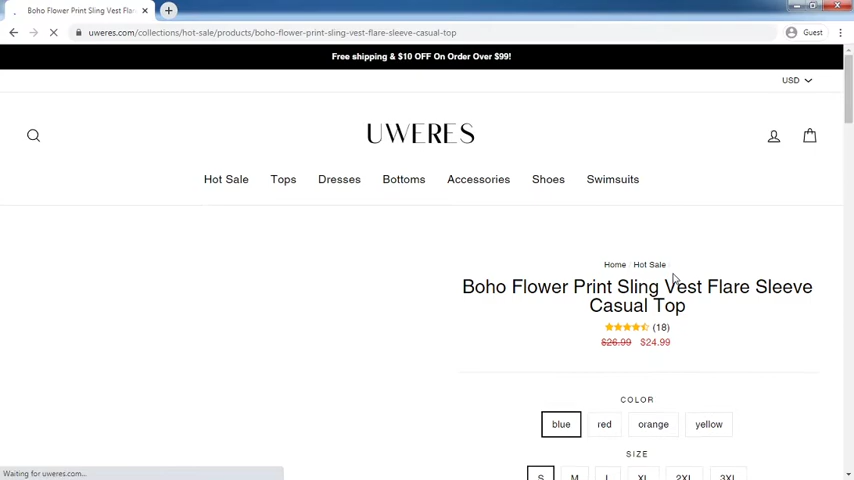 Boho Flower Print Sling Vest Flar
uweres.com/collections/hot-sale/products/boho-flower-print-sling-vest-flare-sleeve-casual-top
Guest
Free shipping & $10 OFF On Order Over $99!
USD
UWERES
Hot Sale Tops Dresses Bottoms Accessories Shoes Swimsuits
Home Hot Sale
Boho Flower Print Sling Vest Flare Sleeve
Casual Top
(18)
$26.99 $24.99
COLOR
blue red orange yellow
SIZE
S M L XL 2XL 3XL
Waiting for uweres.com...